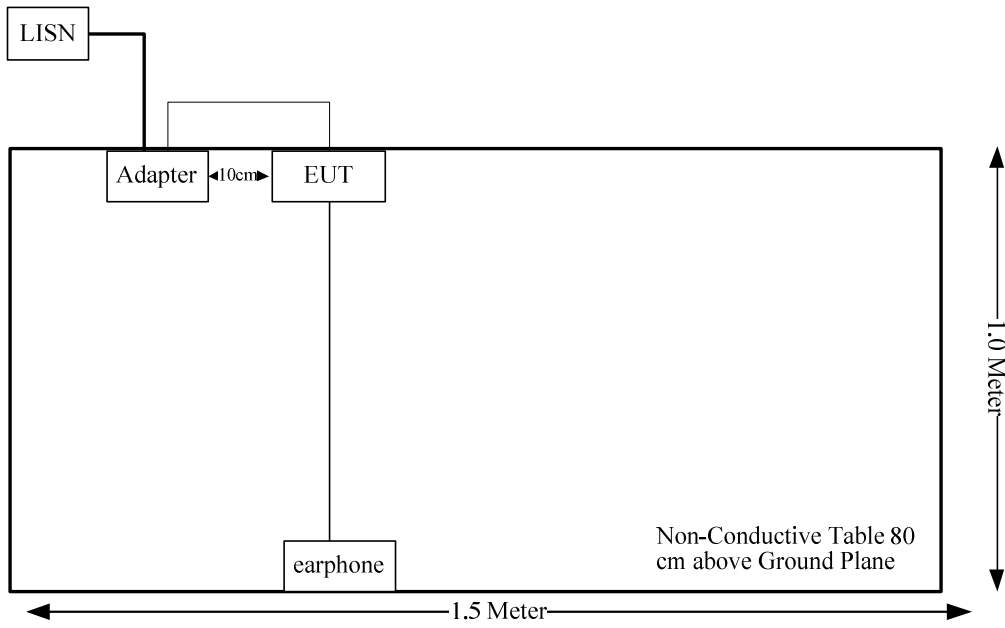 LISN
Adapter
10cm
EUT
1.0 Meter
earphone
Non-Conductive Table 80
cm above Ground Plane
1.5 Meter